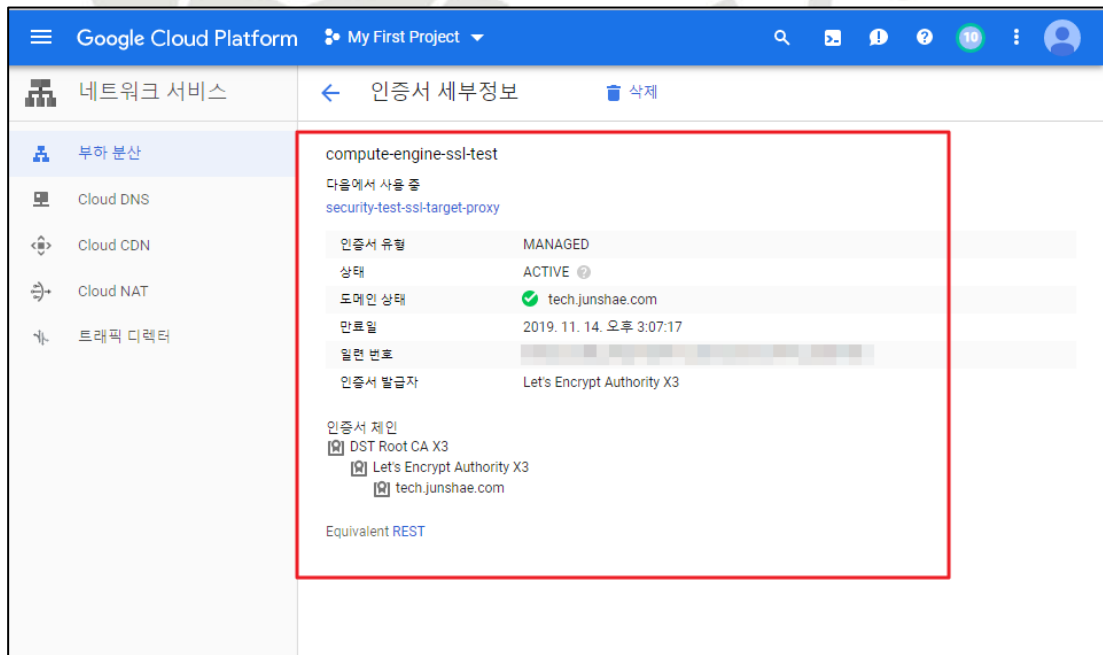 Google Cloud Platform My First Project 10
네트워크 서비스 인증서 세부정보 삭제
부하 분산
Cloud DNS
Cloud CDN
Cloud NAT
트래픽 디렉터
compute-engine-ssl-test
다음에서 사용 중
security-test-ssl-target-proxy
인증서 유형 MANAGED
상태 ACTIVE
도메인 상태 tech.junshae.com
만료일 2019. 11. 14. 오후 3:07:17
일련 번호
인증서 발급자 Let's Encrypt Authority X3
인증서 체인
DST Root CA X3
Let's Encrypt Authority X3
tech.junshae.com
Equivalent REST